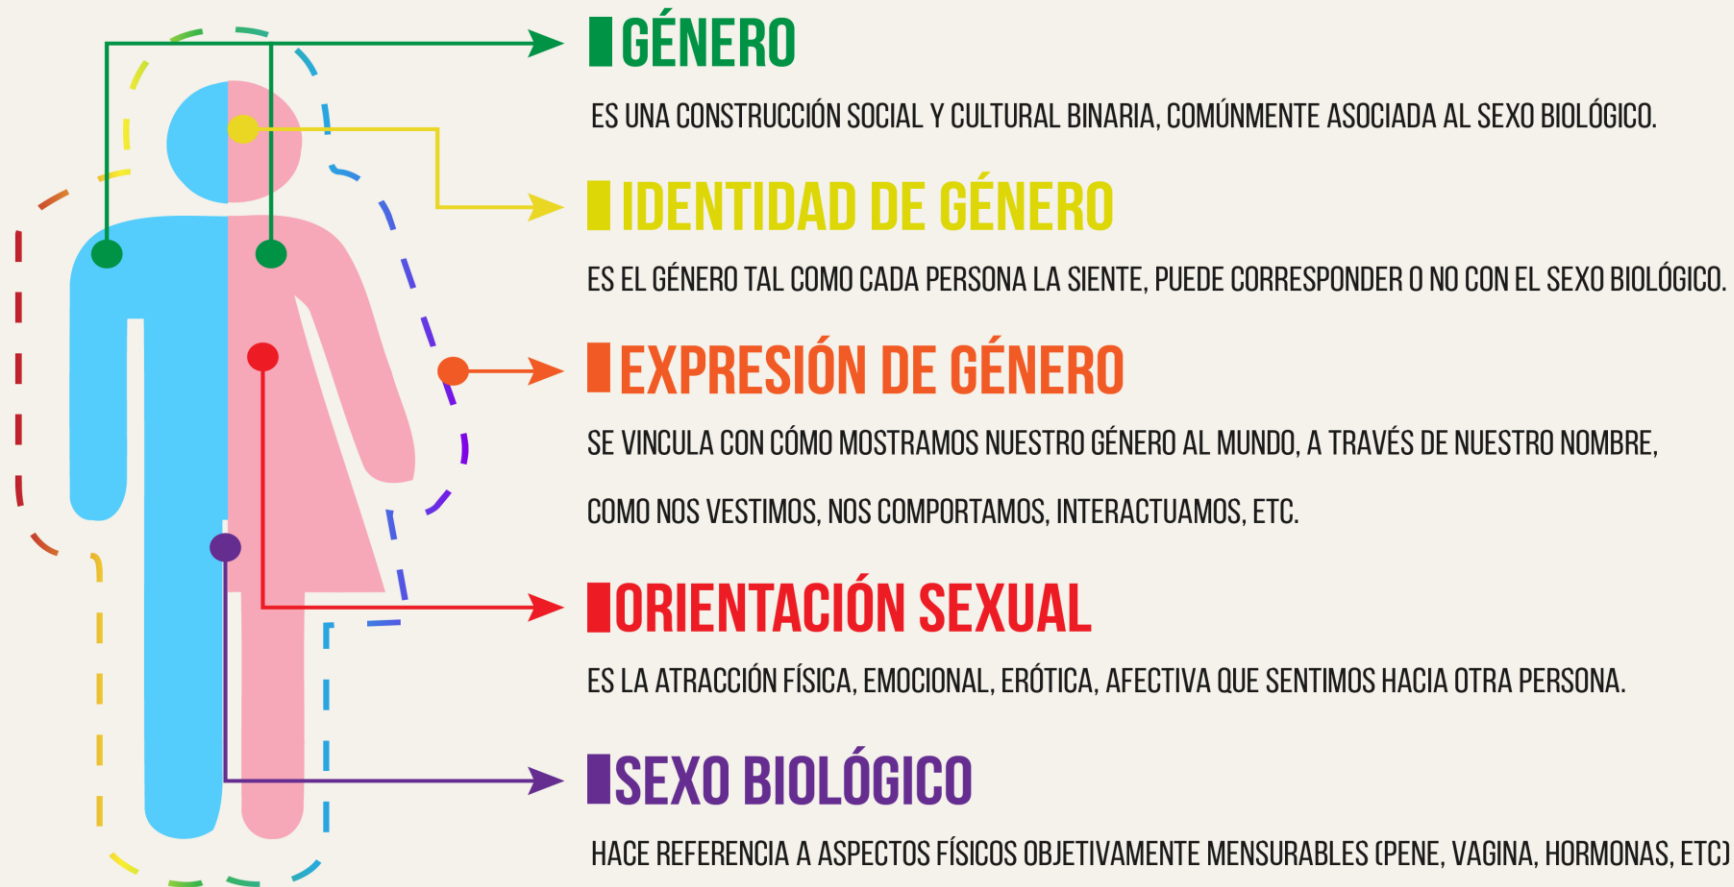 GÉNERO
ES UNA CONSTRUCCIÓN SOCIAL Y CULTURAL BINARIA, COMÚNMENTE ASOCIADA AL SEXO BIOLÓGICO.
IDENTIDAD DE GÉNERO
ES EL GÉNERO TAL COMO CADA PERSONA LA SIENTE, PUEDE CORRESPONDER O NO CON EL SEXO BIOLÓGICO.
EXPRESIÓN DE GÉNERO
SE VINCULA CON CÓMO MOSTRAMOS NUESTRO GÉNERO AL MUNDO, A TRAVÉS DE NUESTRO NOMBRE,
COMO NOS VESTIMOS, NOS COMPORTAMOS, INTERACTUAMOS, ETC.
ORIENTACIÓN SEXUAL
ES LA ATRACCIÓN FÍSICA, EMOCIONAL, ERÓTICA, AFECTIVA QUE SENTIMOS HACIA OTRA PERSONA.
SEXO BIOLÓGICO
HACE REFERENCIA A ASPECTOS FÍSICOS OBJETIVAMENTE MENSURABLES (PENE, VAGINA, HORMONAS, ETC)